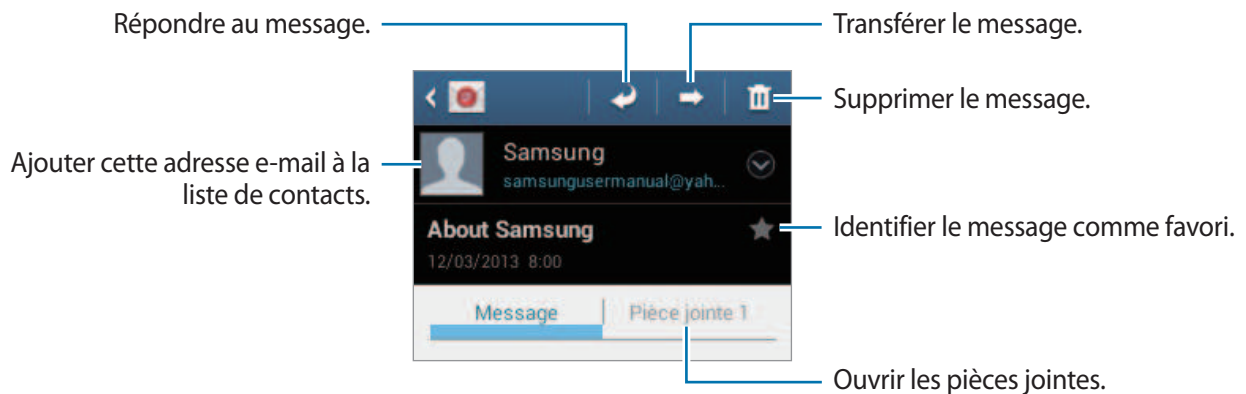 Répondre au message.
Transférer le message.
Supprimer le message.
Ajouter cette adresse e-mail à la
liste de contacts.
Samsung
samsungusermanual@yah...
About Samsung
12/03/2013 8:00
Identifier le message comme favori.
Message
Pièce jointe 1
Ouvrir les pièces jointes.